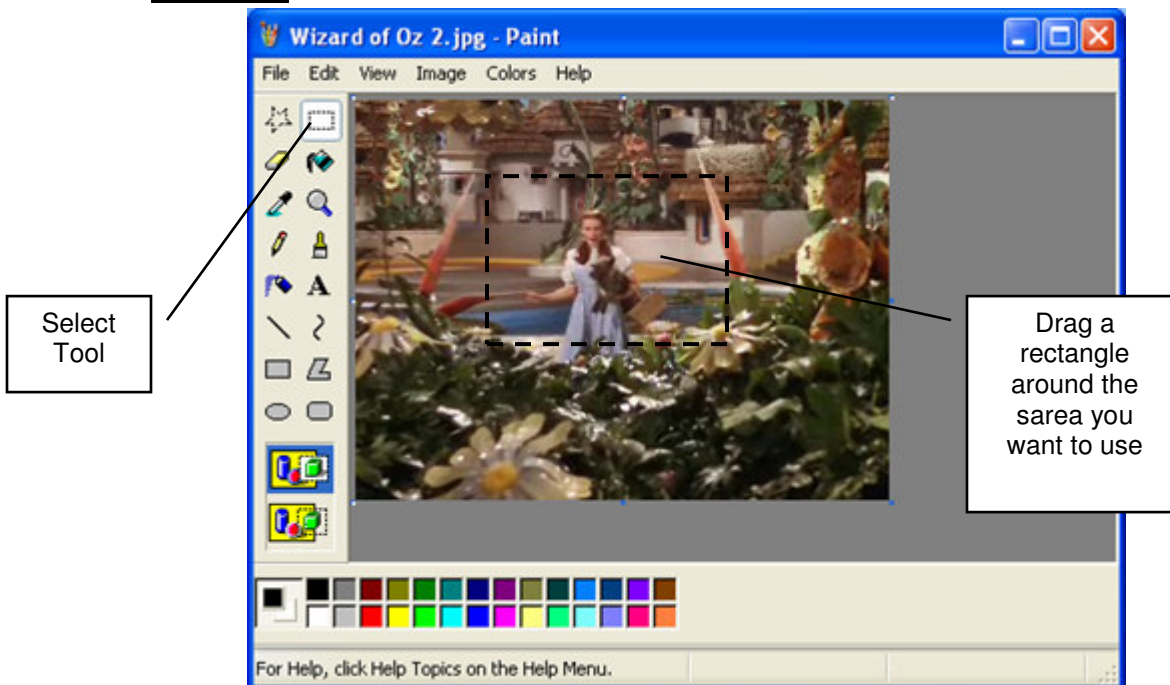 Wizard of Oz 2.jpg - Paint
File Edit View Image Colors Help
A
Select
Tool
Drag a
rectangle
around the
sarea you
want to use
For Help, click Help Topics on the Help Menu.